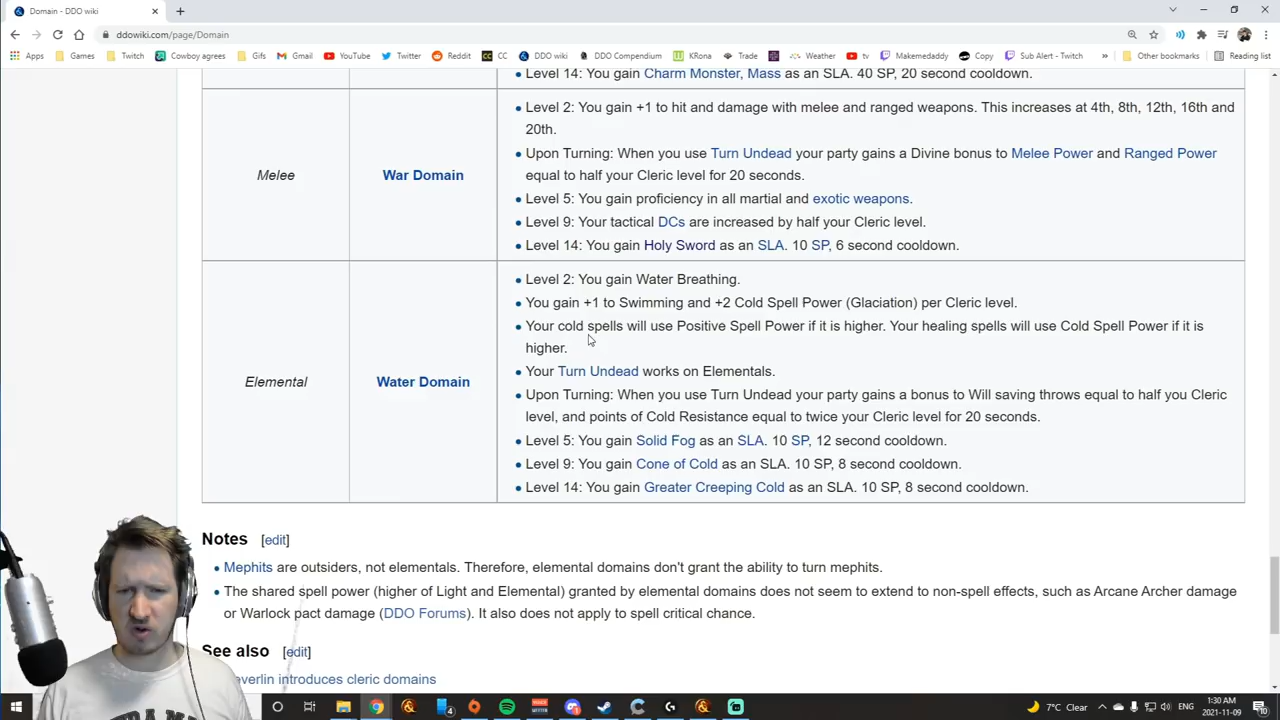 Domain - DDO wiki
ddowiki.com/page/Domain
Apps Games Twitch Cowboy agrees Gifs Gmail YouTube Twitter Reddit CC DDO wiki DDO Compendium KRona Trade Weather tv Makemedaddy Copy Sub Alert - Twitch » Other bookmarks Reading list
Level 14: You gain Charm Monster, Mass as an SLA. 40 SP, 20 second cooldown.
Melee
War Domain
Level 2: You gain +1 to hit and damage with melee and ranged weapons. This increases at 4th, 8th, 12th, 16th and
20th.
Upon Turning: When you use Turn Undead your party gains a Divine bonus to Melee Power and Ranged Power
equal to half your Cleric level for 20 seconds.
Level 5: You gain proficiency in all martial and exotic weapons.
Level 9: Your tactical DCs are increased by half your Cleric level.
Level 14: You gain Holy Sword as an SLA. 10 SP, 6 second cooldown.
Elemental
Water Domain
Level 2: You gain Water Breathing.
You gain +1 to Swimming and +2 Cold Spell Power (Glaciation) per Cleric level.
Your cold spells will use Positive Spell Power if it is higher. Your healing spells will use Cold Spell Power if it is
higher.
Your Turn Undead works on Elementals.
Upon Turning: When you use Turn Undead your party gains a bonus to Will saving throws equal to half you Cleric
level, and points of Cold Resistance equal to twice your Cleric level for 20 seconds.
Level 5: You gain Solid Fog as an SLA. 10 SP, 12 second cooldown.
Level 9: You gain Cone of Cold as an SLA. 10 SP, 8 second cooldown.
Level 14: You gain Greater Creeping Cold as an SLA. 10 SP, 8 second cooldown.
Notes [edit]
Mephits are outsiders, not elementals. Therefore, elemental domains don't grant the ability to turn mephits.
The shared spell power (higher of Light and Elemental) granted by elemental domains does not seem to extend to non-spell effects, such as Arcane Archer damage
or Warlock pact damage (DDO Forums). It also does not apply to spell critical chance.
See also [edit]
everlin introduces cleric domains
7°C Clear ENG 1:30 AM
2021-11-09